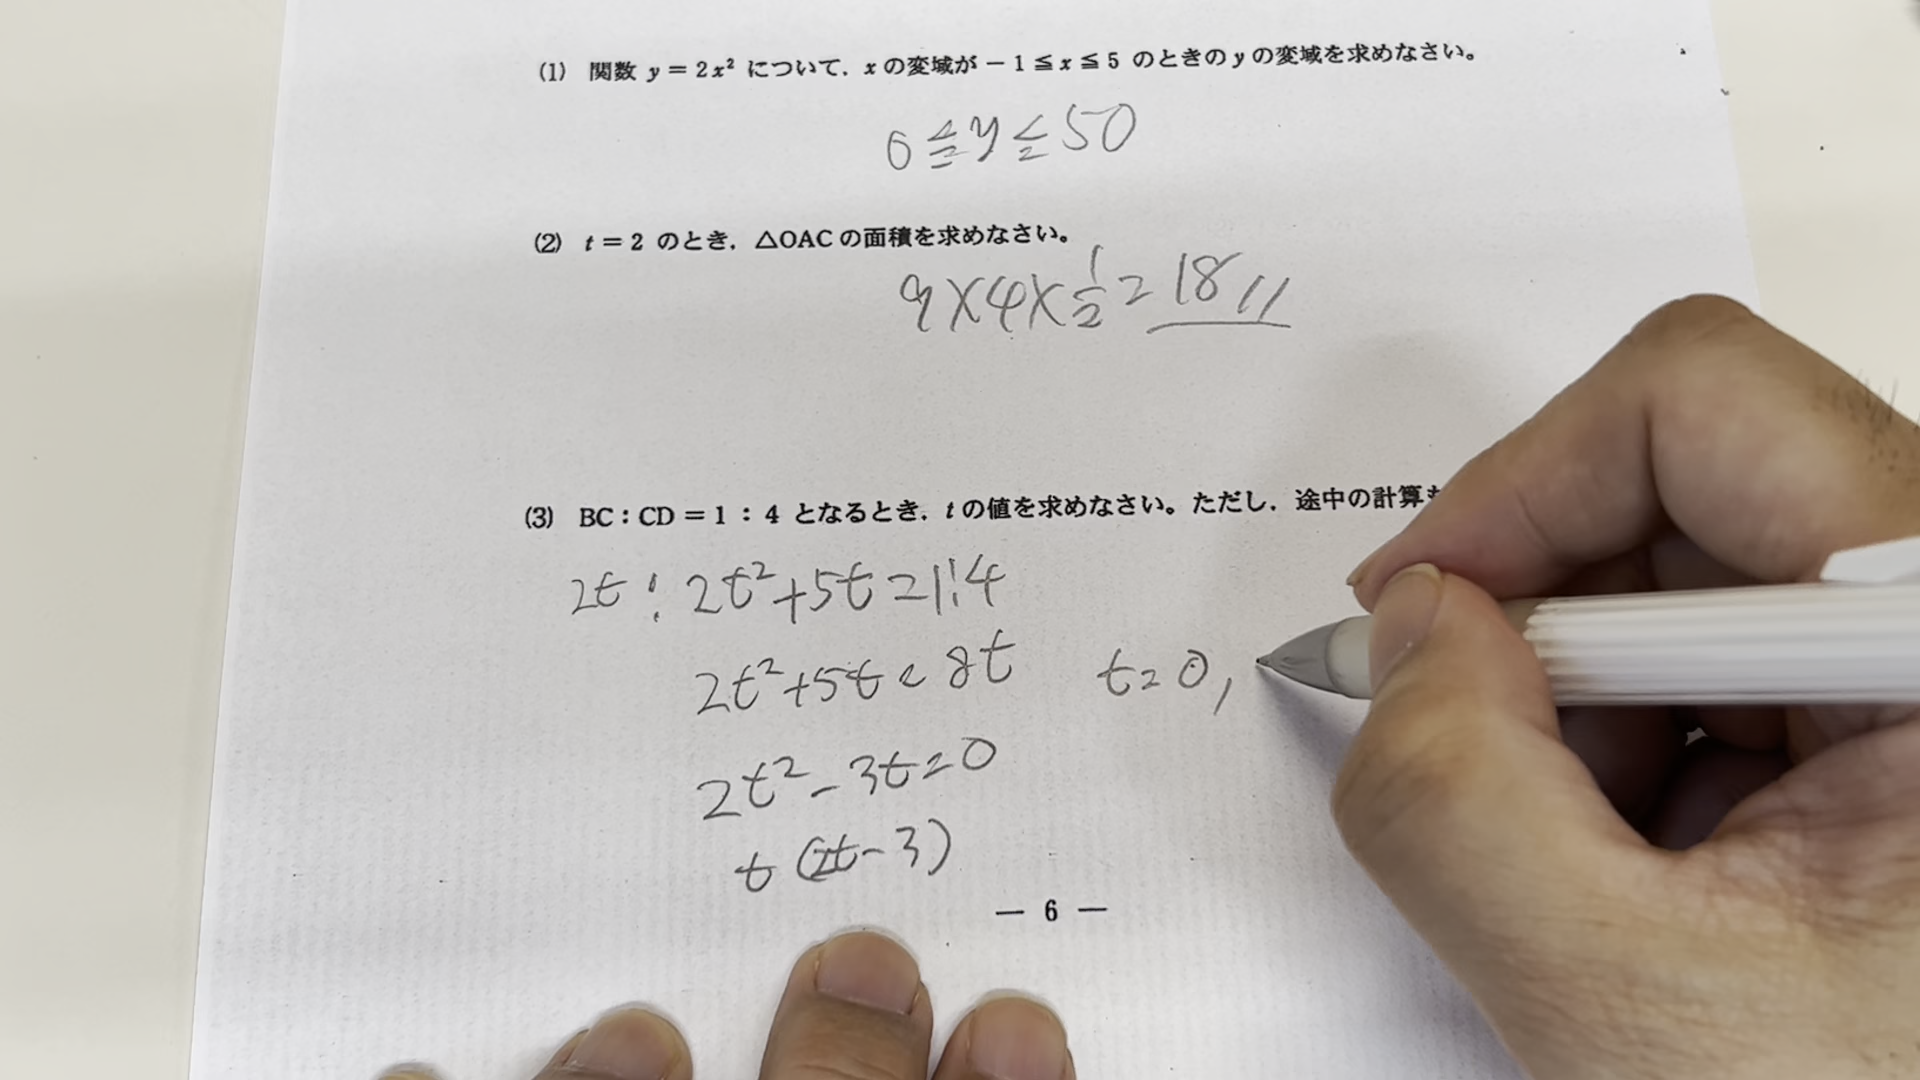 (1) 関数 y = 2x² について, x の変域が − 1 ≦ x ≦ 5 のときの y の変域を求めなさい。
0 ≦ y ≦ 50
(2) t = 2 のとき, △OAC の面積を求めなさい。
9×4×1/2=18
(3) BC : CD = 1 : 4 となるとき, t の値を求めなさい。ただし, 途中の計算も
2t : 2t²+5t=1:4
2t²+5t=8t t=0,
2t²-3t=0
t(2t-3)
— 6 —